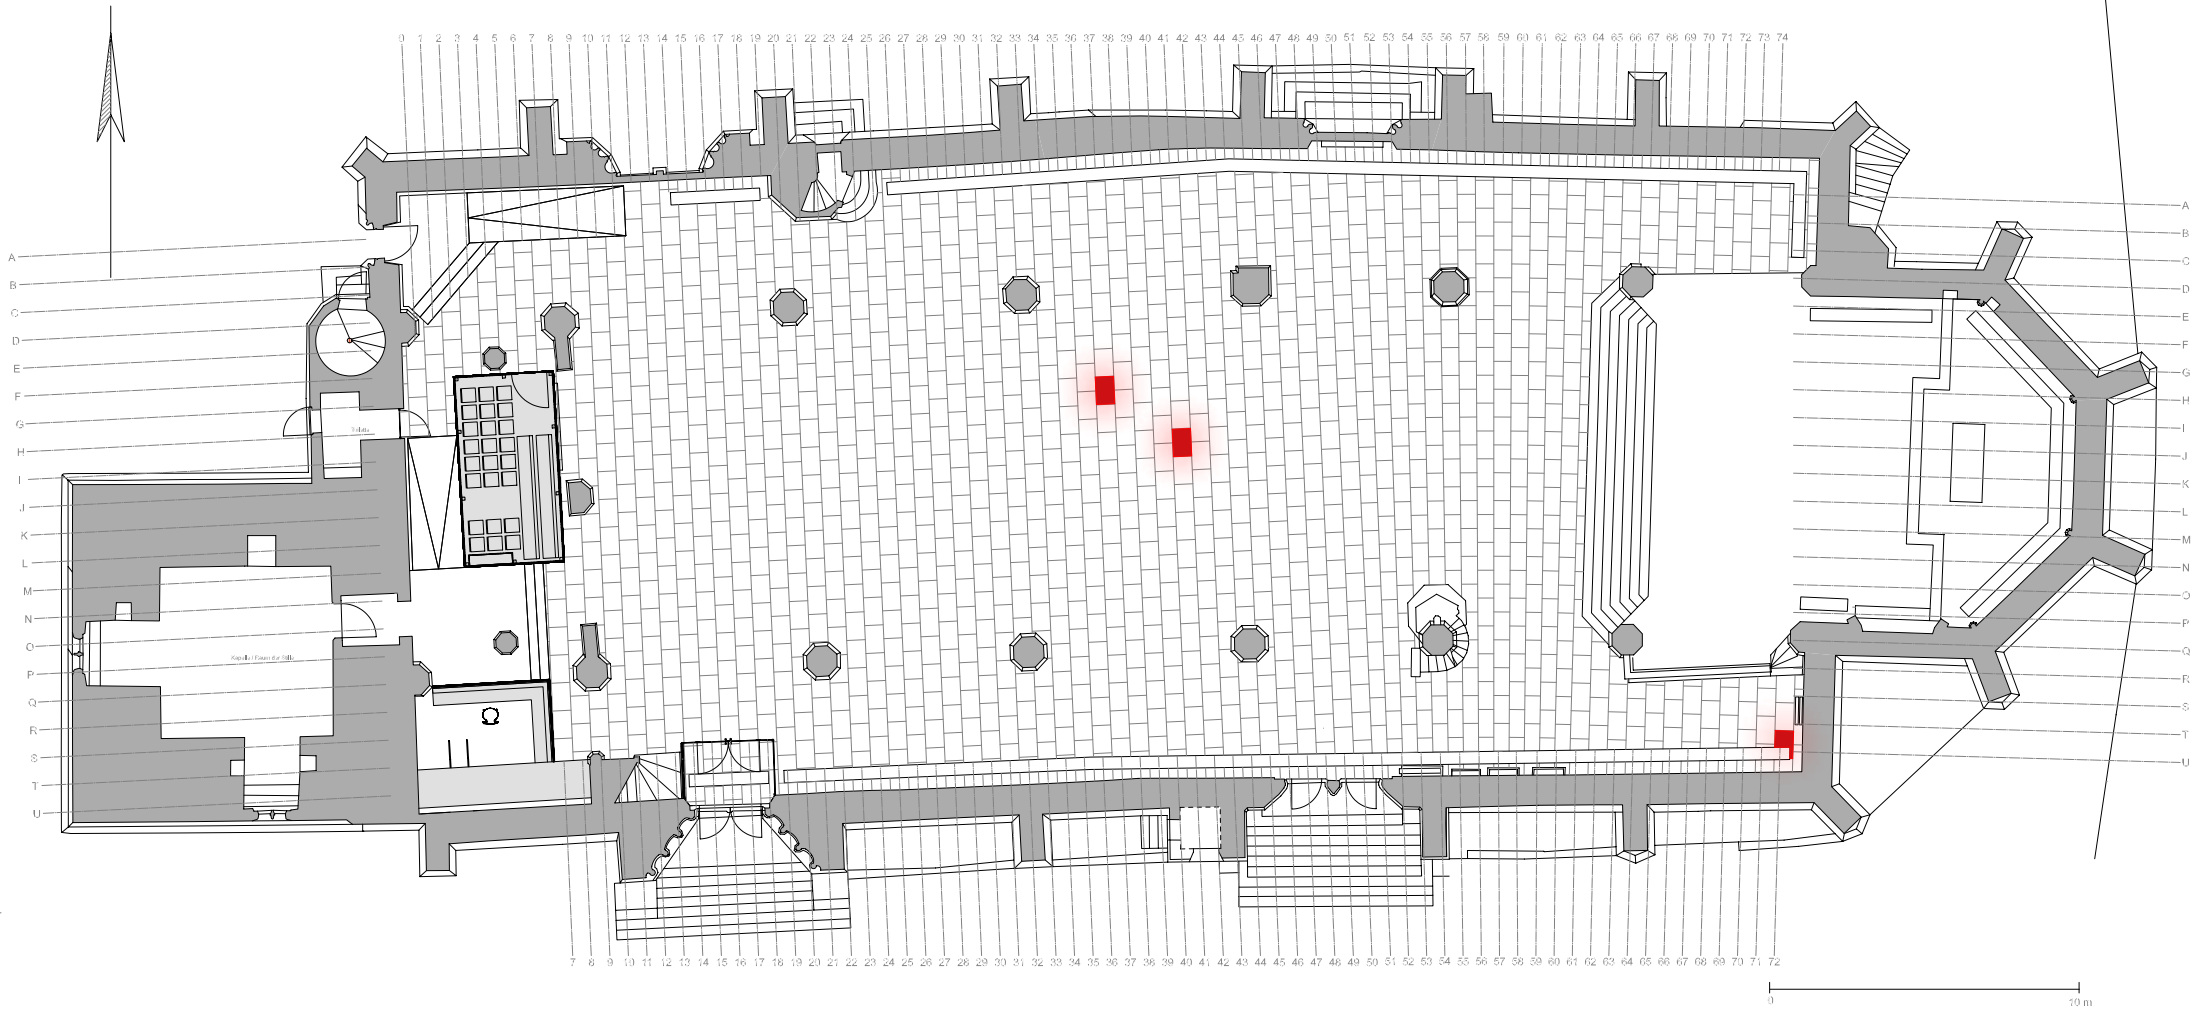 0 1 2 3 4 5 6 7 8 9 10 11 12 13 14 15 16 17 18 19 20 21 22 23 24 25 26 27 28 29 30 31 32 33 34 35 36 37 38 39 40 41 42 43 44 45 46 47 48 49 50 51 52 53 54 55 56 57 58 59 60 61 62 63 64 65 66 67 68 69 70 71 72 73 74
A
B
C
D
E
F
G
H
I
J
K
L
M
N
O
P
Q
R
S
T
U
Kapelle / Raum der Stille
A
B
C
D
E
F
G
H
I
J
K
L
M
N
O
P
Q
R
S
T
U
7 8 9 10 11 12 13 14 15 16 17 18 19 20 21 22 23 24 25 26 27 28 29 30 31 32 33 34 35 36 37 38 39 40 41 42 43 44 45 46 47 48 49 50 51 52 53 54 55 56 57 58 59 60 61 62 63 64 65 66 67 68 69 70 71 72
0 10 m